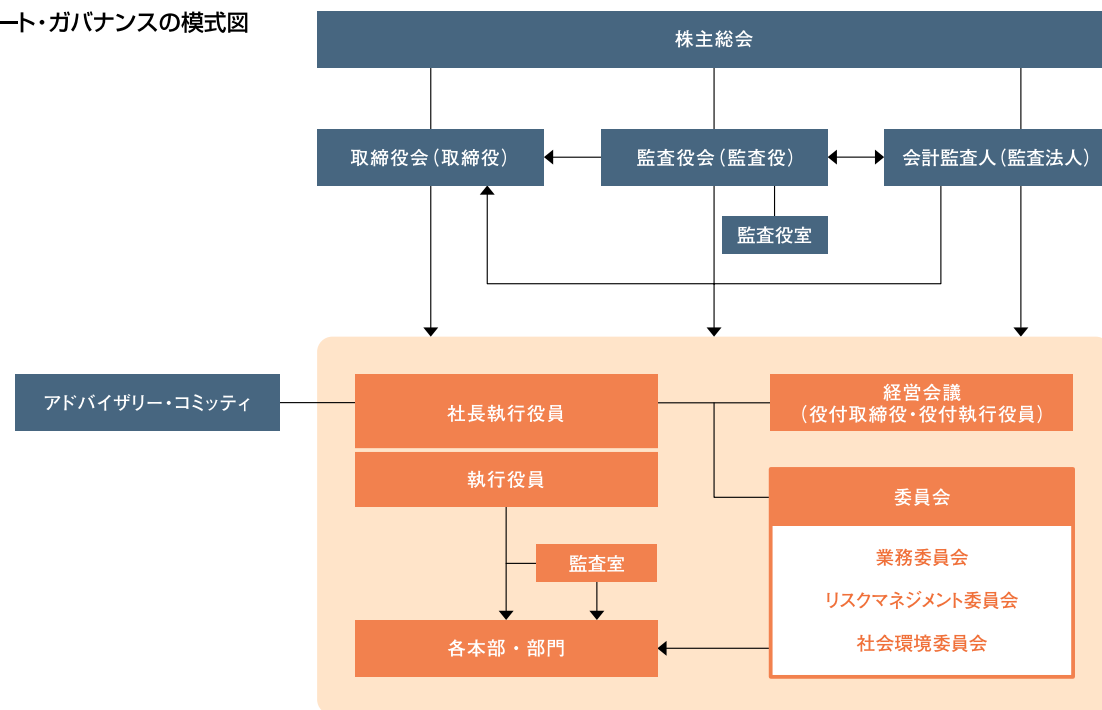 ート・ガバナンスの模式図
株主総会
取締役会(取締役)
監査役会(監査役)
会計監査人(監査法人)
監査役室
アドバイザリー・コミッティ
社長執行役員
経営会議
(役付取締役・役付執行役員)
執行役員
委員会
監査室
業務委員会
リスクマネジメント委員会
社会環境委員会
各本部・部門